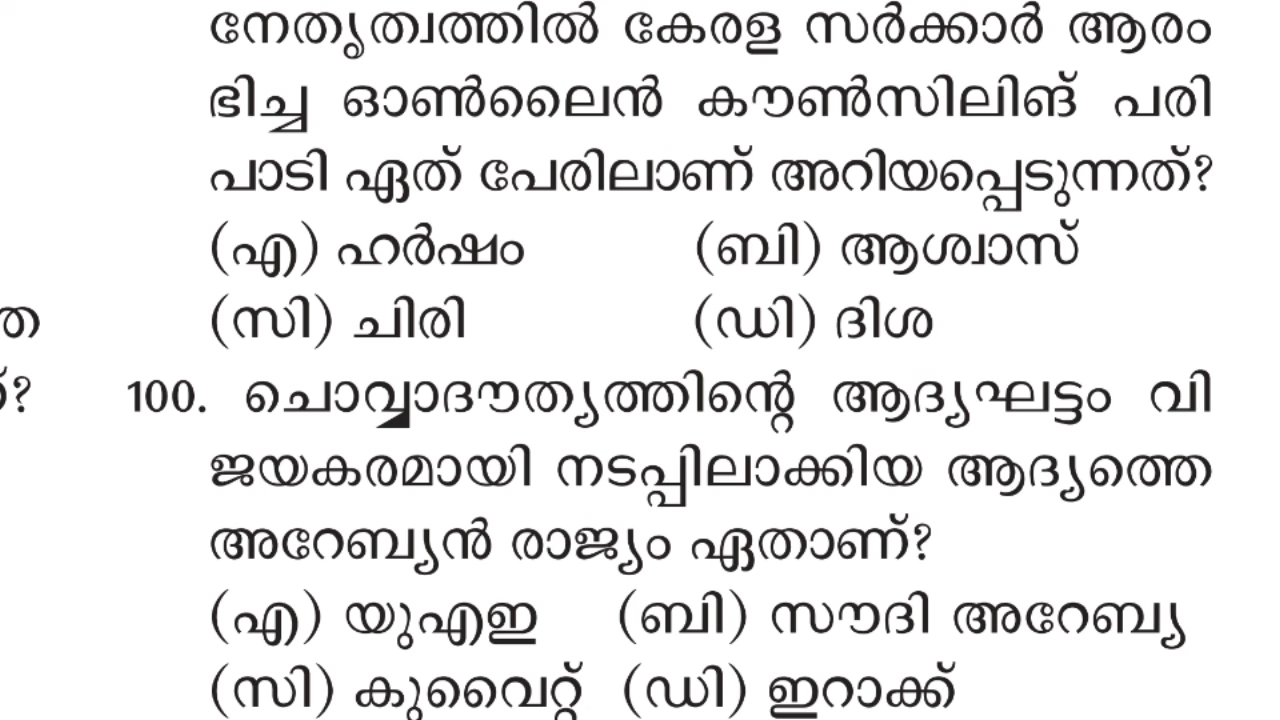 നേതൃത്വത്തിൽ കേരള സർക്കാർ ആരം
ഭിച്ച ഓൺലൈൻ കൗൺസിലിങ് പരി
പാടി ഏത് പേരിലാണ് അറിയപ്പെടുന്നത്?
(എ) ഹർഷം (ബി) ആശ്വാസ്
(സി) ചിരി (ഡി) ദിശ
100. ചൊവ്വാദൗത്യത്തിന്റെ ആദ്യഘട്ടം വി
ജയകരമായി നടപ്പിലാക്കിയ ആദ്യത്തെ
അറേബ്യൻ രാജ്യം ഏതാണ്?
(എ) യുഎഇ (ബി) സൗദി അറേബ്യ
(സി) കുവൈറ്റ് (ഡി) ഇറാക്ക്